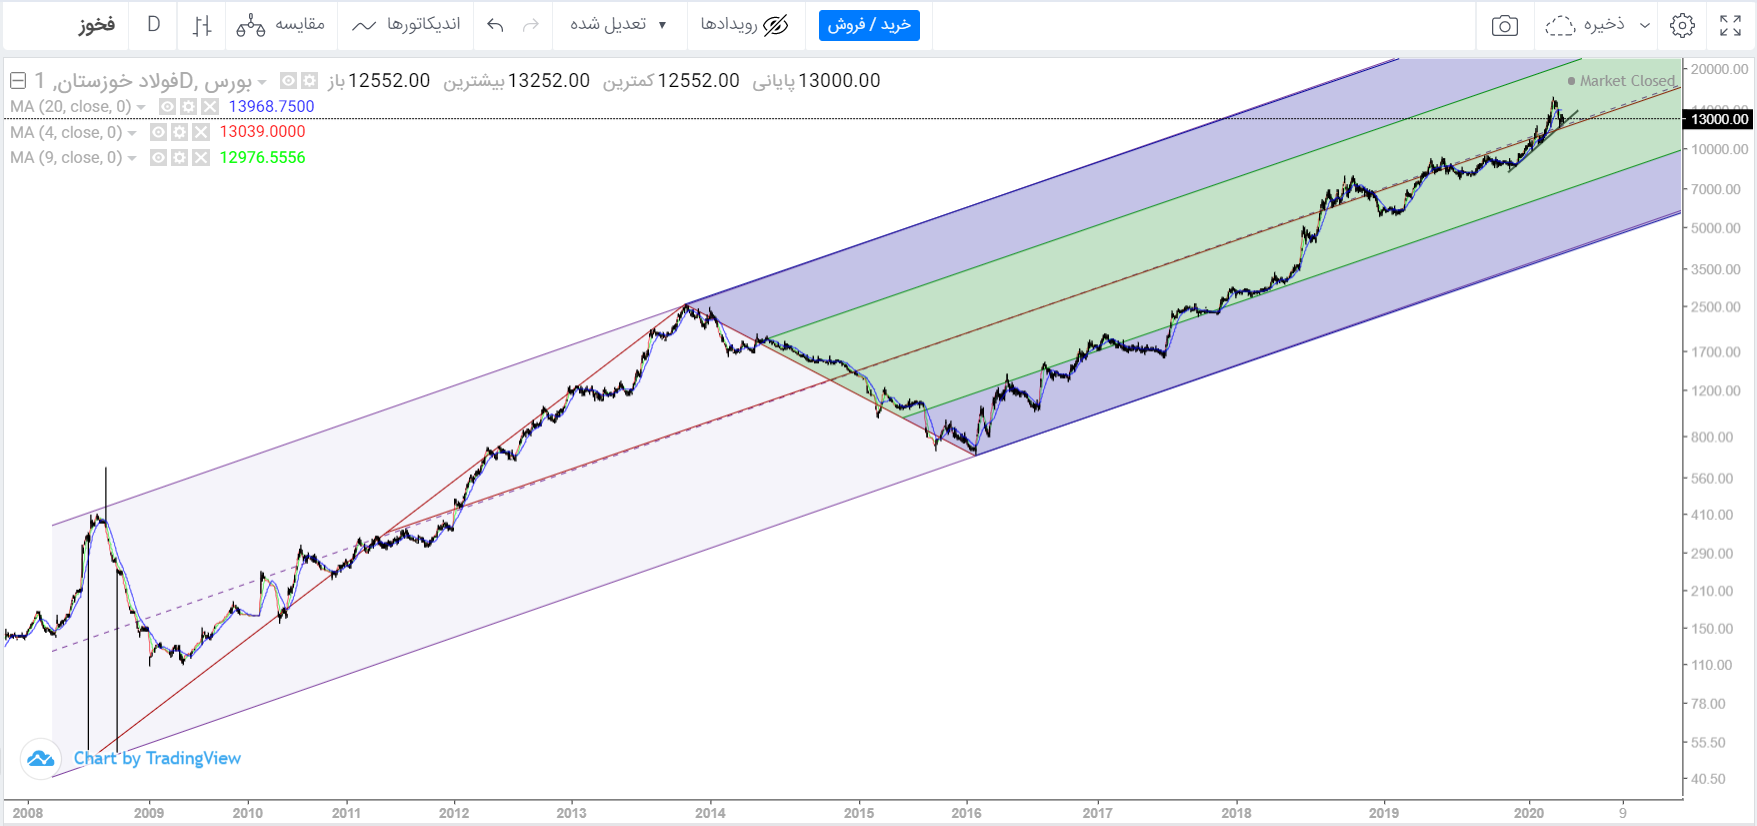 فخوز D مقایسه اندیکاتورها تعدیل شده رویدادها خرید / فروش ذخیره
فولاد خوزستان, 1D, بورس باز 12552.00 بیشترین 13252.00 کمترین 12552.00 پایانی 13000.00
Market Closed
MA (20, close, 0) 13968.7500
MA (4, close, 0) 13039.0000
MA (9, close, 0) 12976.5556
20000.00
14000.00
13000.00
10000.00
7000.00
5000.00
3500.00
2500.00
1700.00
1200.00
800.00
560.00
410.00
290.00
210.00
150.00
110.00
78.00
55.50
40.50
Chart by TradingView
2008 2009 2010 2011 2012 2013 2014 2015 2016 2017 2018 2019 2020 9